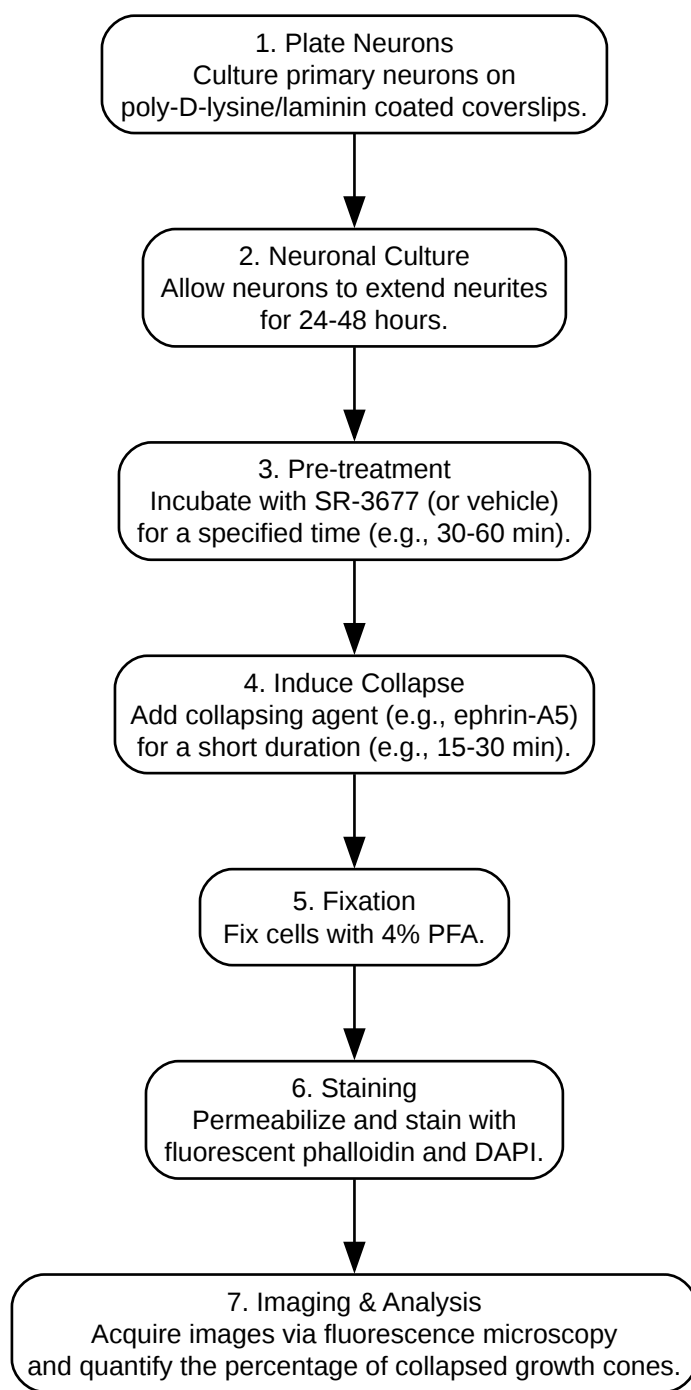 1. Plate Neurons
Culture primary neurons on
poly-D-lysine/laminin coated coverslips.
2. Neuronal Culture
Allow neurons to extend neurites
for 24-48 hours.
3. Pre-treatment
Incubate with SR-3677 (or vehicle)
for a specified time (e.g., 30-60 min).
4. Induce Collapse
Add collapsing agent (e.g., ephrin-A5)
for a short duration (e.g., 15-30 min).
5. Fixation
Fix cells with 4% PFA.
6. Staining
Permeabilize and stain with
fluorescent phalloidin and DAPI.
7. Imaging & Analysis
Acquire images via fluorescence microscopy
and quantify the percentage of collapsed growth cones.